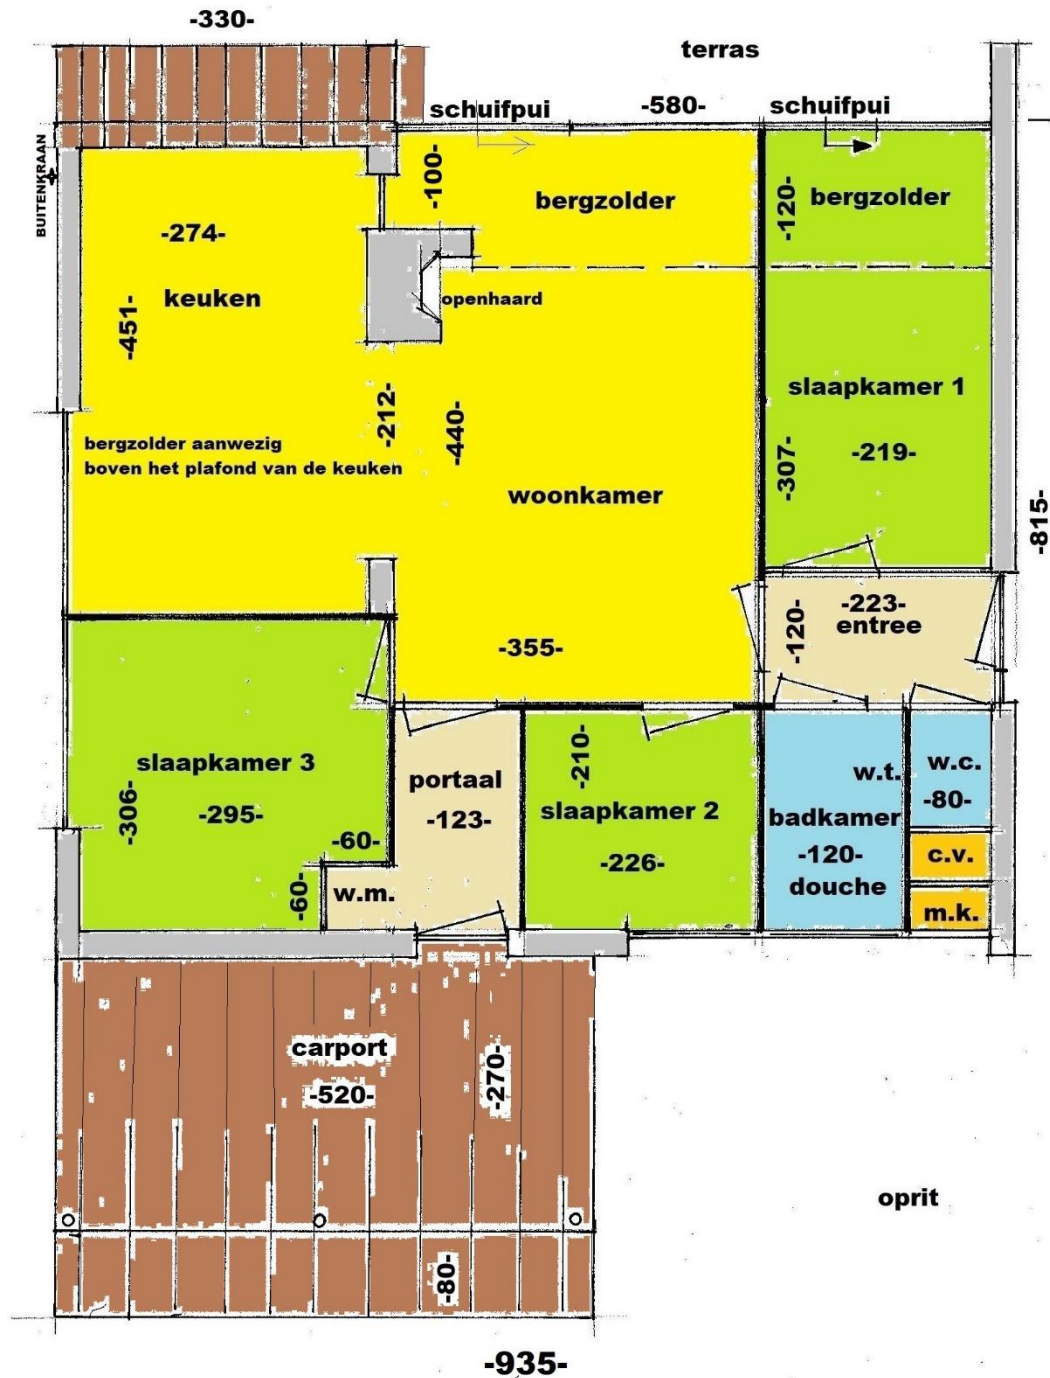 -330-
terras
schuifpui
-580-
schuifpui
BUITENKRAAN
-100-
bergzolder
-120-
bergzolder
-274-
keuken
openhaard
-451-
-212-
-440-
slaapkamer 1
-219-
-307-
bergzolder aanwezig
boven het plafond van de keuken
woonkamer
-815-
-223-
entree
-120-
-355-
slaapkamer 3
-306-
-295-
-60-
-60-
w.m.
portaal
-123-
-210-
slaapkamer 2
-226-
w.t.
badkamer
-120-
douche
w.c.
-80-
c.v.
m.k.
carport
-520-
-270-
-80-
oprit
-935-